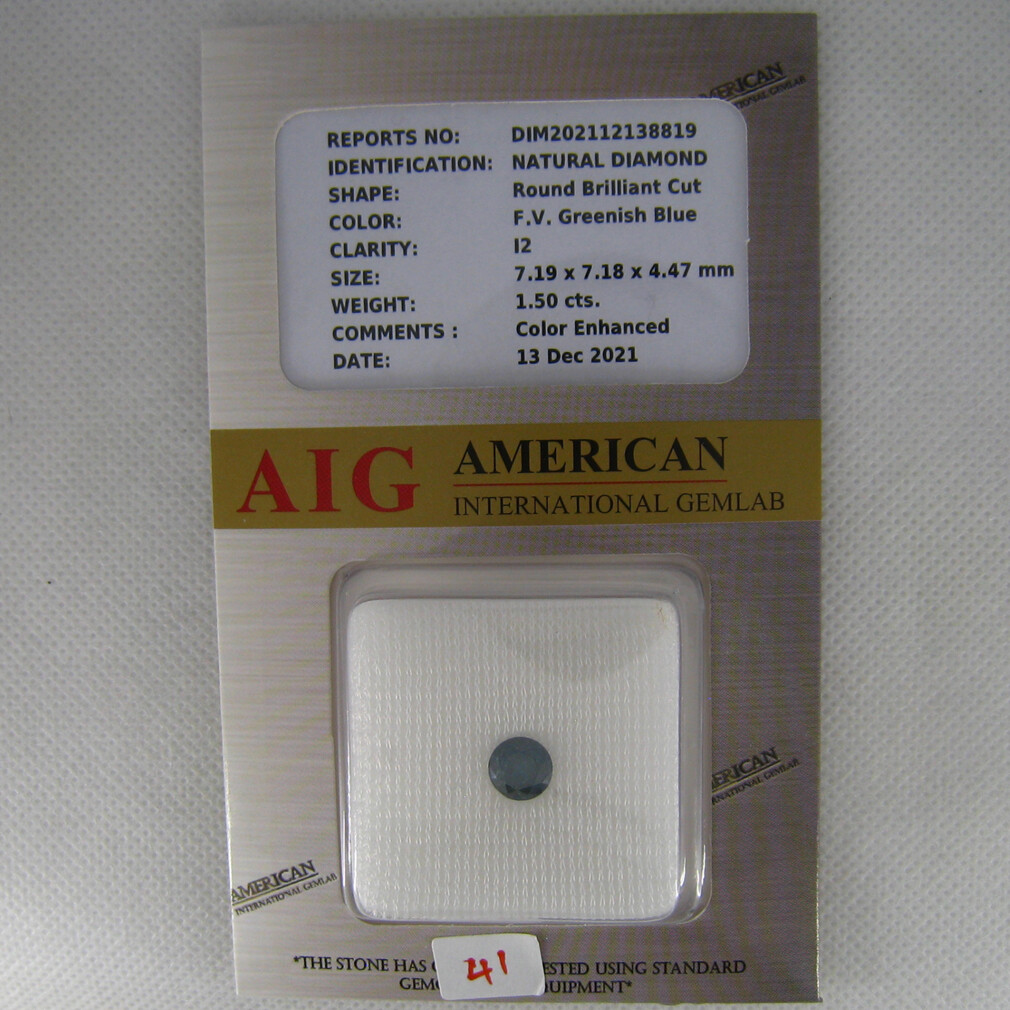 AMERICAN
REPORTS NO: DIM202112138819
IDENTIFICATION: NATURAL DIAMOND
SHAPE: Round Brilliant Cut
COLOR: F.V. Greenish Blue
CLARITY: I2
SIZE: 7.19 x 7.18 x 4.47 mm
WEIGHT: 1.50 cts.
COMMENTS : Color Enhanced
DATE: 13 Dec 2021
AIG AMERICAN
INTERNATIONAL GEMLAB
AMERICAN
INTERNATIONAL GEMLAB
*THE STONE HAS ESTED USING STANDARD
GEM QUIPMENT*
41